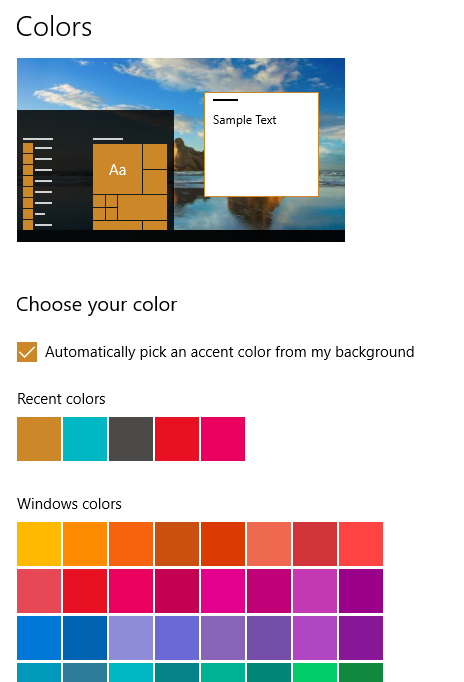 Colors
Sample Text
Aa
Choose your color
Automatically pick an accent color from my background
Recent colors
Windows colors